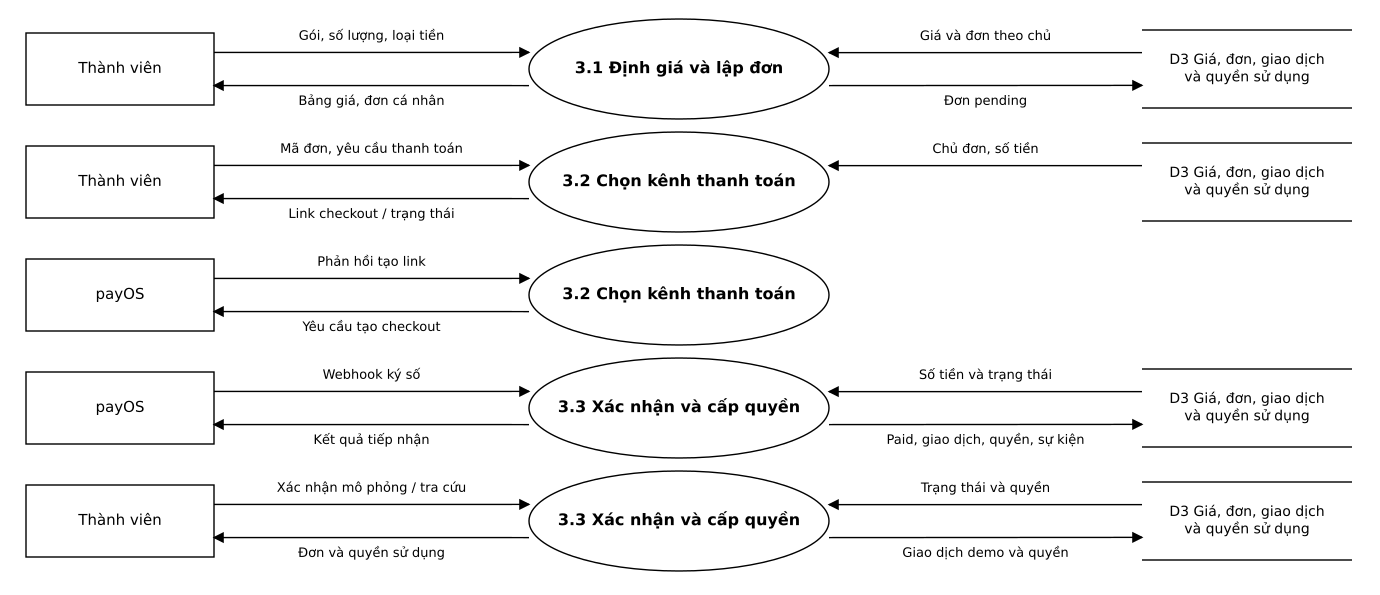 Gói, số lượng, loại tiền
Giá và đơn theo chủ
Thành viên
3.1 Định giá và lập đơn
D3 Giá, đơn, giao dịch
và quyền sử dụng
Bảng giá, đơn cá nhân
Đơn pending
Mã đơn, yêu cầu thanh toán
Chủ đơn, số tiền
Thành viên
3.2 Chọn kênh thanh toán
D3 Giá, đơn, giao dịch
và quyền sử dụng
Link checkout / trạng thái
Phản hồi tạo link
payOS
3.2 Chọn kênh thanh toán
Yêu cầu tạo checkout
Webhook ký số
Số tiền và trạng thái
payOS
3.3 Xác nhận và cấp quyền
D3 Giá, đơn, giao dịch
và quyền sử dụng
Kết quả tiếp nhận
Paid, giao dịch, quyền, sự kiện
Xác nhận mô phỏng / tra cứu
Trạng thái và quyền
Thành viên
3.3 Xác nhận và cấp quyền
D3 Giá, đơn, giao dịch
và quyền sử dụng
Đơn và quyền sử dụng
Giao dịch demo và quyền